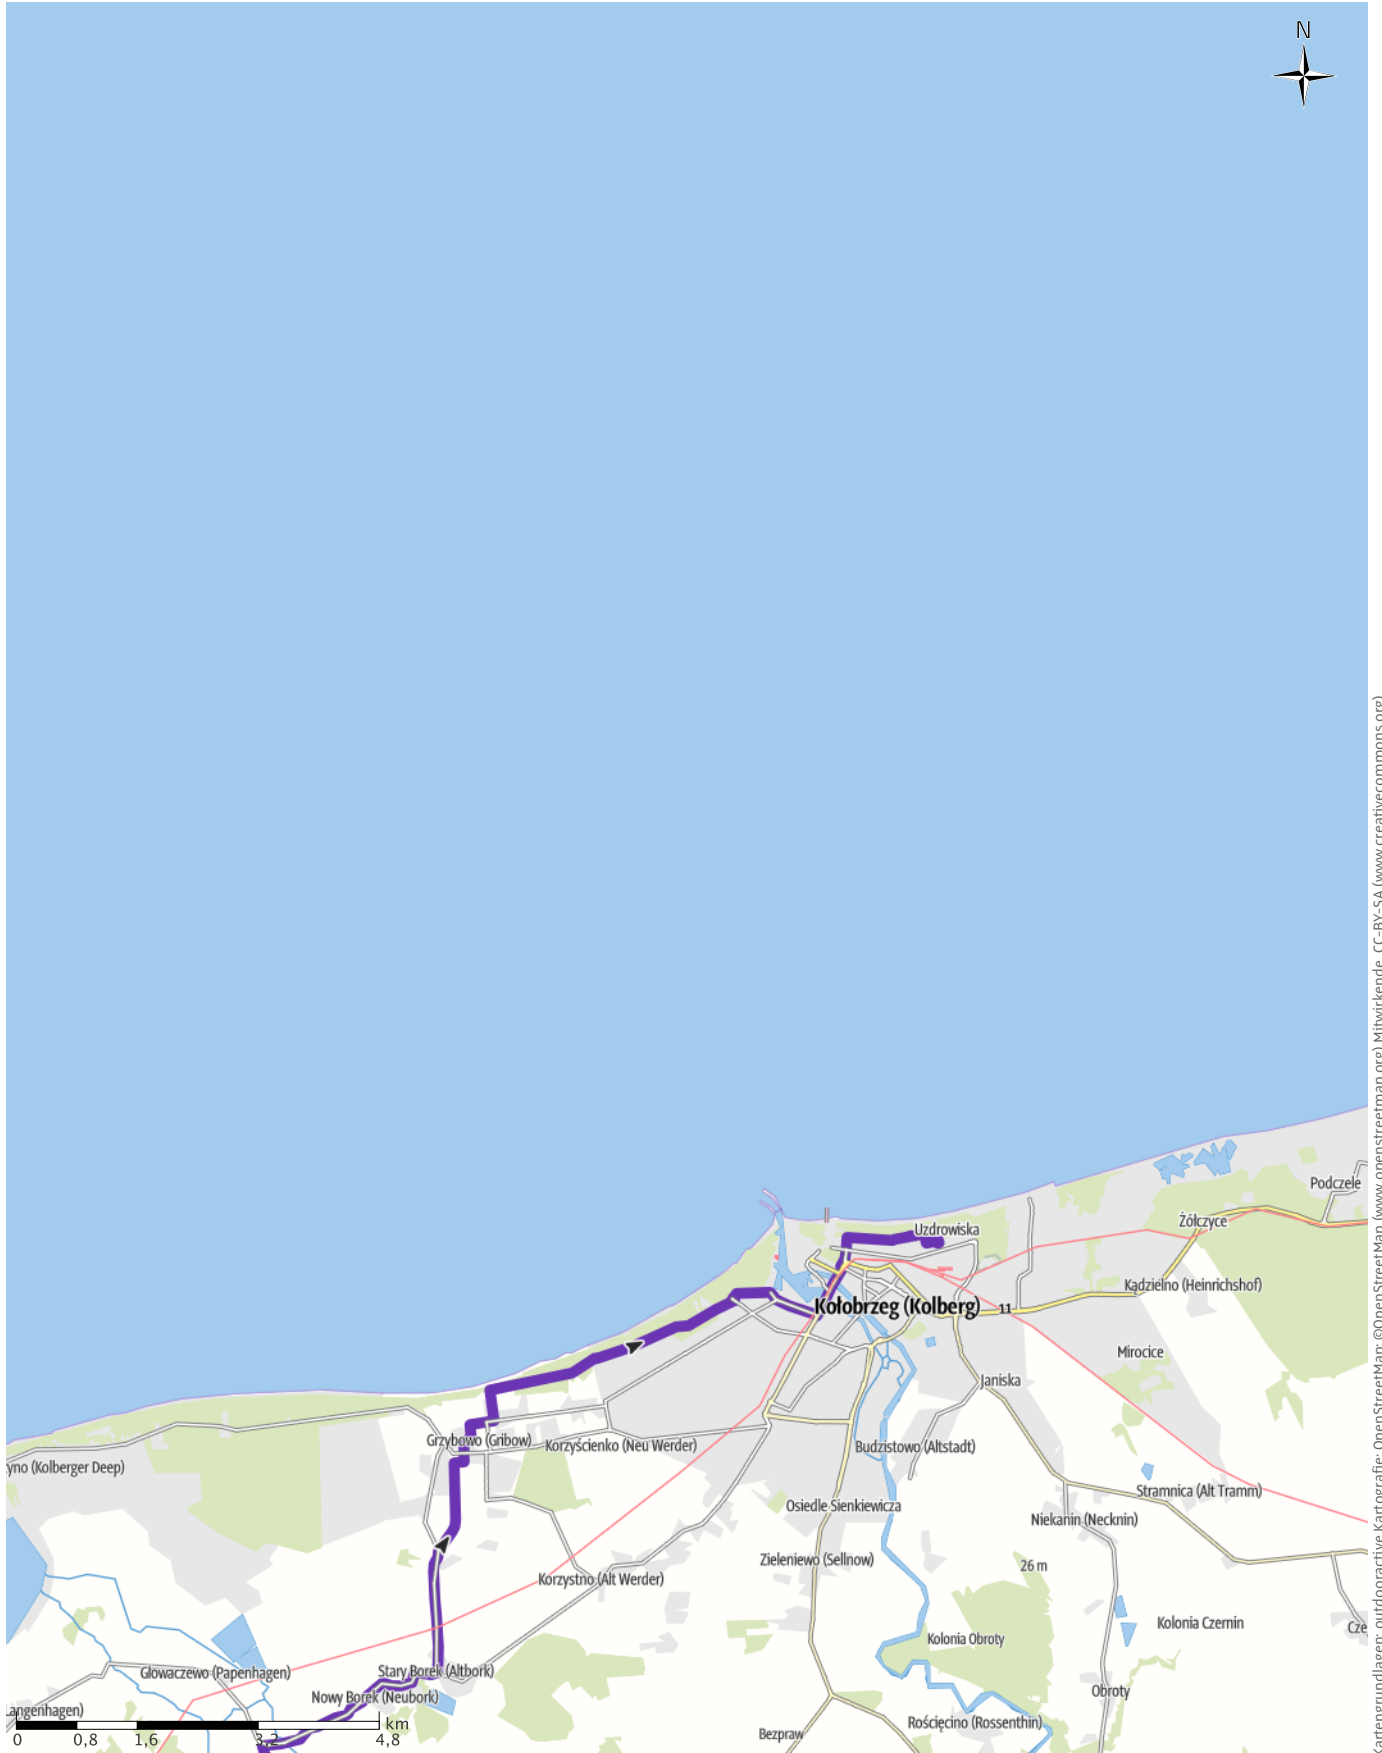 N
Podczele
Żółczyce
Uzdrowiska
Kądzielno (Heinrichshof)
Kołobrzeg (Kolberg)
11
Mirocice
Janiska
Grzybowo (Gribow)
Korzyścienko (Neu Werder)
Budzistowo (Altstadt)
yno (Kolberger Deep)
Stramnica (Alt Tramm)
Osiedle Sienkiewicza
Niekanin (Necknin)
Zieleniewo (Sellnow)
26 m
Korzystno (Alt Werder)
Kolonia Czernin
Cze
Kolonia Obroty
Stary Borek (Altbork)
Głowaczewo (Papenhagen)
Obroty
Nowy Borek (Neubork)
angenhagen)
Rościęcino (Rossenthin)
Bezpraw
km
0 0,8 1,6 3,2 4,8
Kartengrundlagen: outdooractive Kartografie; OpenStreetMap: ©OpenStreetMap (www.openstreetmap.org) Mitwirkende, CC-BY-SA (www.creativecommons.org)